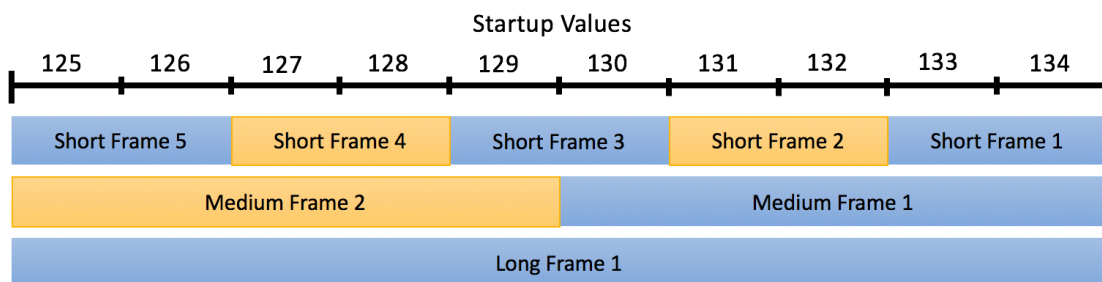 Startup Values
125 126 127 128 129 130 131 132 133 134
Short Frame 5 Short Frame 4 Short Frame 3 Short Frame 2 Short Frame 1
Medium Frame 2 Medium Frame 1
Long Frame 1